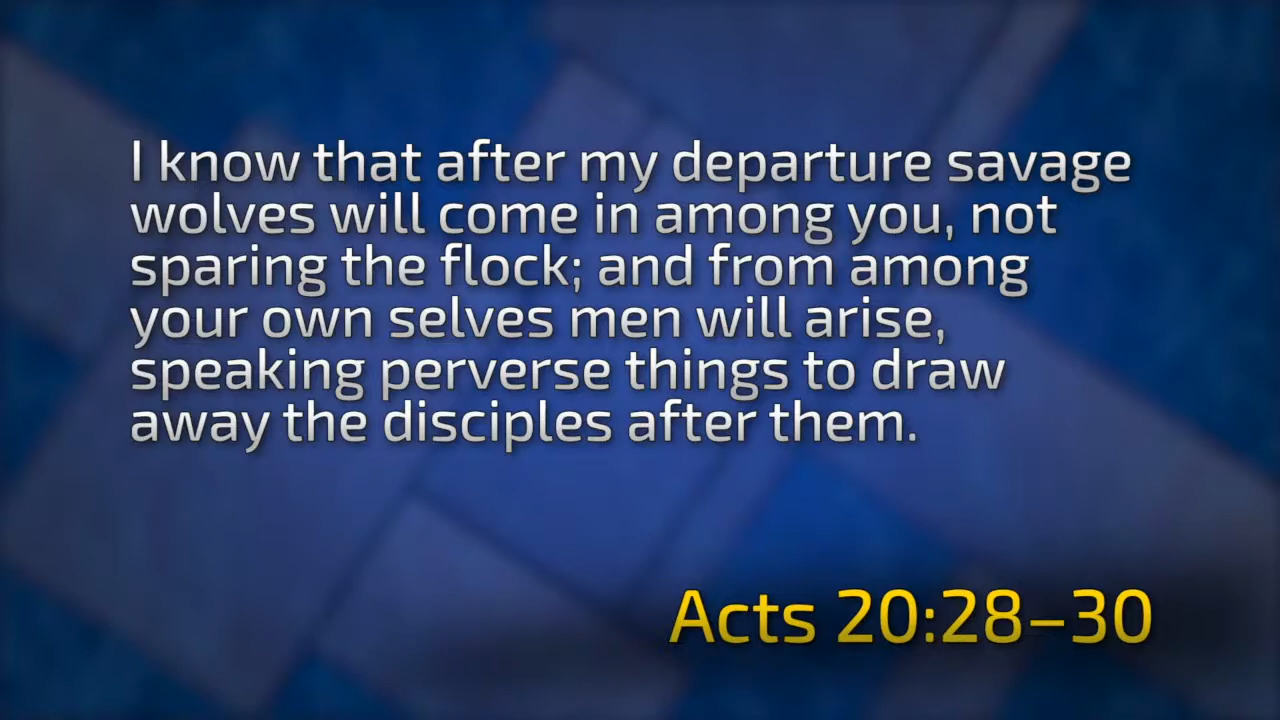 I know that after my departure savage
wolves will come in among you, not
sparing the flock; and from among
your own selves men will arise,
speaking perverse things to draw
away the disciples after them.
Acts 20:28–30